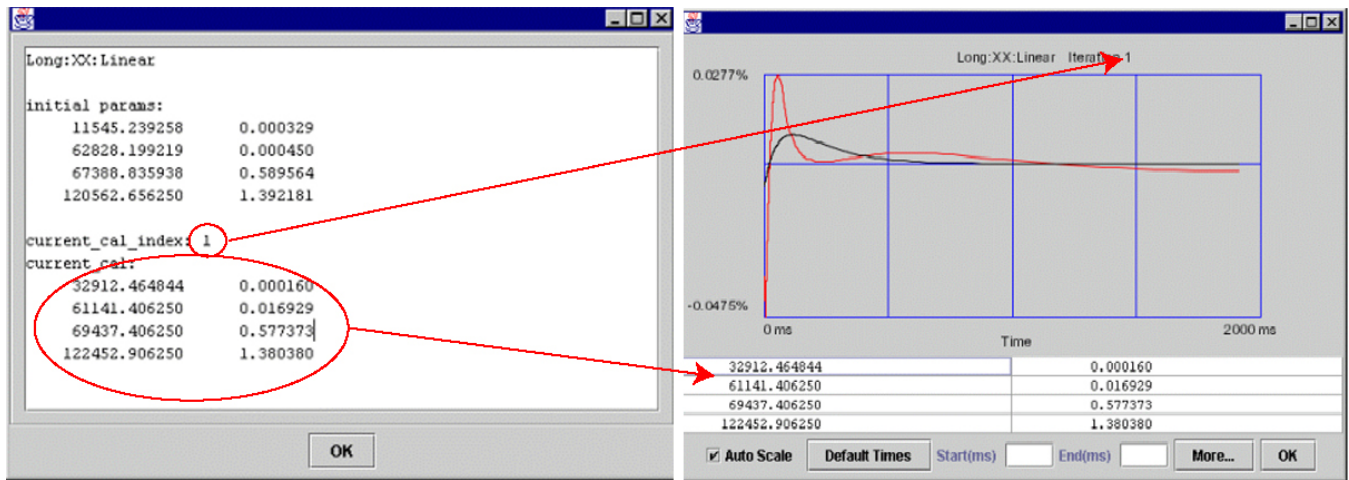 Long:XX:Linear
initial params:
11545.239258 0.000329
62828.199219 0.000450
67388.835938 0.589564
120562.656250 1.392181
current_cal_index: 1
current_cal:
32912.464844 0.000160
61141.406250 0.016929
69437.406250 0.577373
122452.906250 1.380380
OK
Long:XX:Linear Iteration 1
0.0277%
-0.0475%
0 ms 2000 ms
Time
32912.464844 0.000160
61141.406250 0.016929
69437.406250 0.577373
122452.906250 1.380380
Auto Scale Default Times Start(ms) End(ms) More... OK